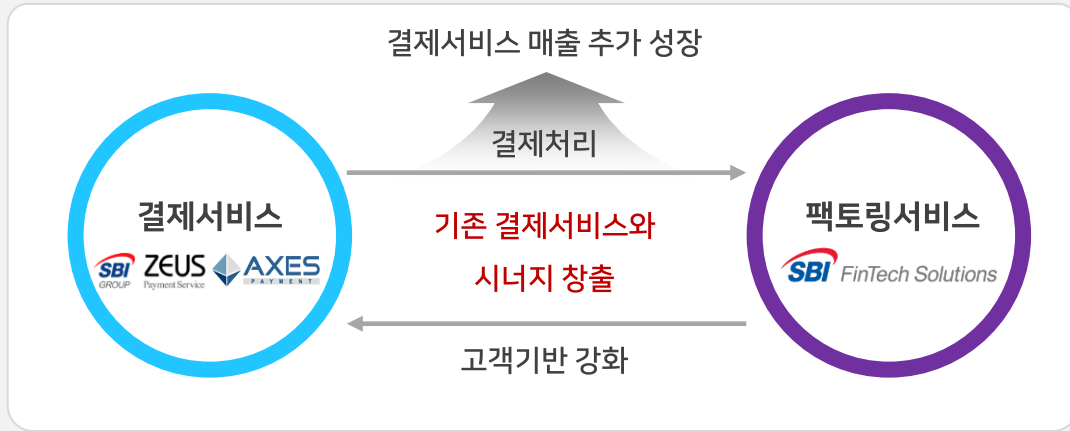 결제서비스 매출 추가 성장
결제처리
결제서비스
SBI
GROUP
ZEUS
Payment Service
AXES
PAYMENT
기존 결제서비스와
시너지 창출
팩토링서비스
SBI FinTech Solutions
고객기반 강화